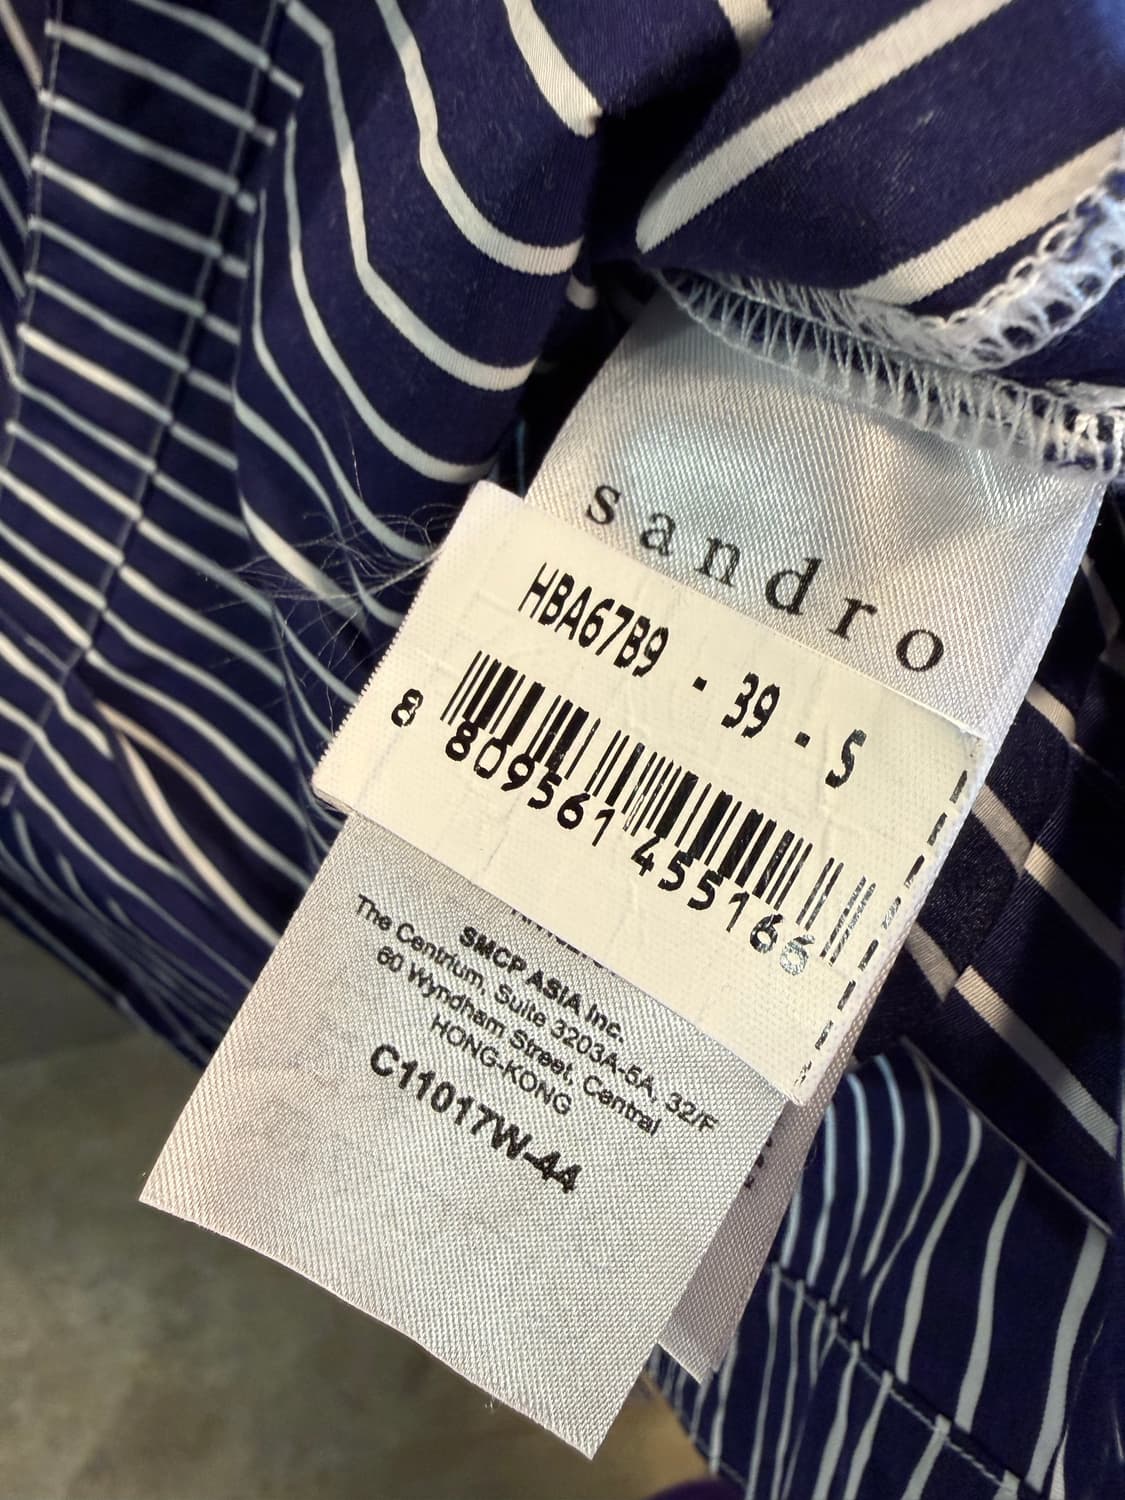 sandro
HBA67B9 - 39 - S
8 809561 455166
SMCP ASIA Inc.
The Centrium, Suite 3203A-5A, 32/F
60 Wyndham Street, Central
HONG-KONG
C11017W-44